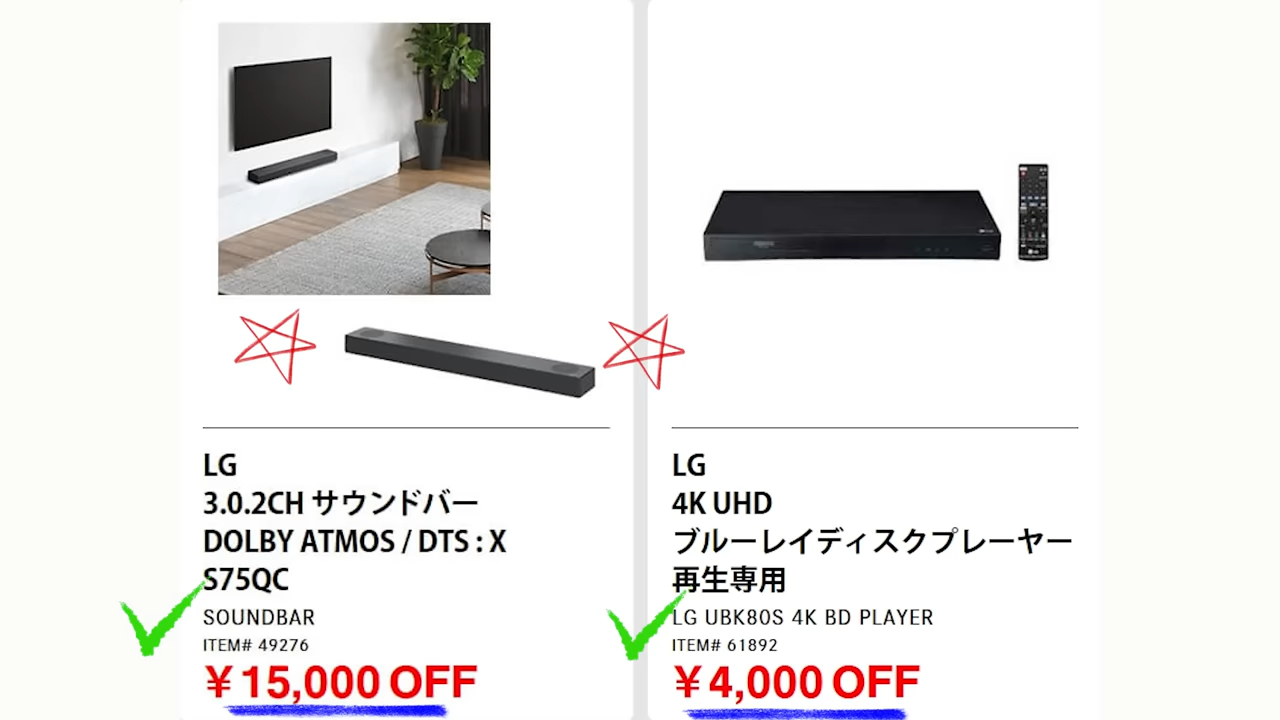 LG
3.0.2CH サウンドバー
DOLBY ATMOS / DTS : X
S75QC
SOUNDBAR
ITEM# 49276
￥15,000 OFF
LG
4K UHD
ブルーレイディスクプレーヤー
再生専用
LG UBK80S 4K BD PLAYER
ITEM# 61892
￥4,000 OFF